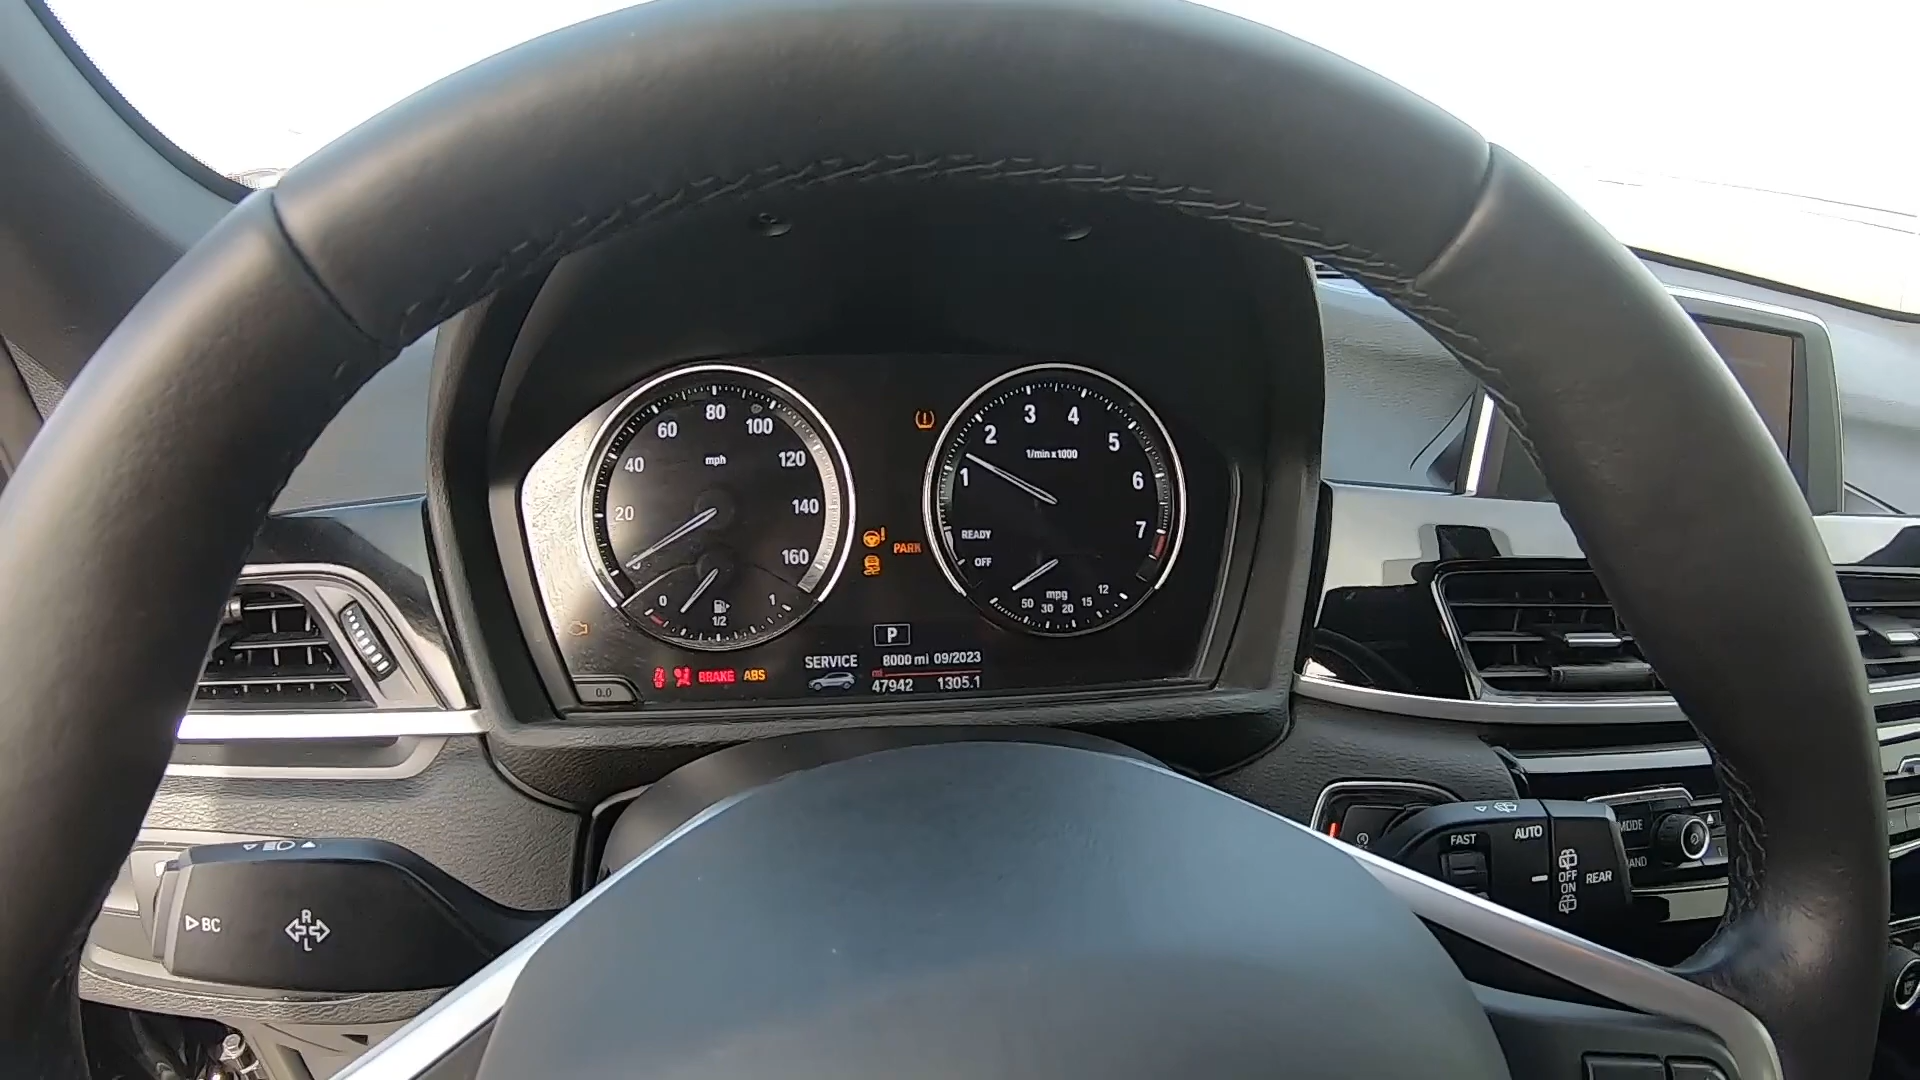 80
60
100
40
mph
120
20
140
160
0
1
1/2
3
4
2
5
1/min x 1000
1
6
READY
7
OFF
mpg
50
30
20
15
12
PARK
P
SERVICE
8000 mi 09/2023
mi
47942 1305.1
BRAKE ABS
0.0
BC
R
L
FAST
AUTO
OFF
ON
REAR
MODE